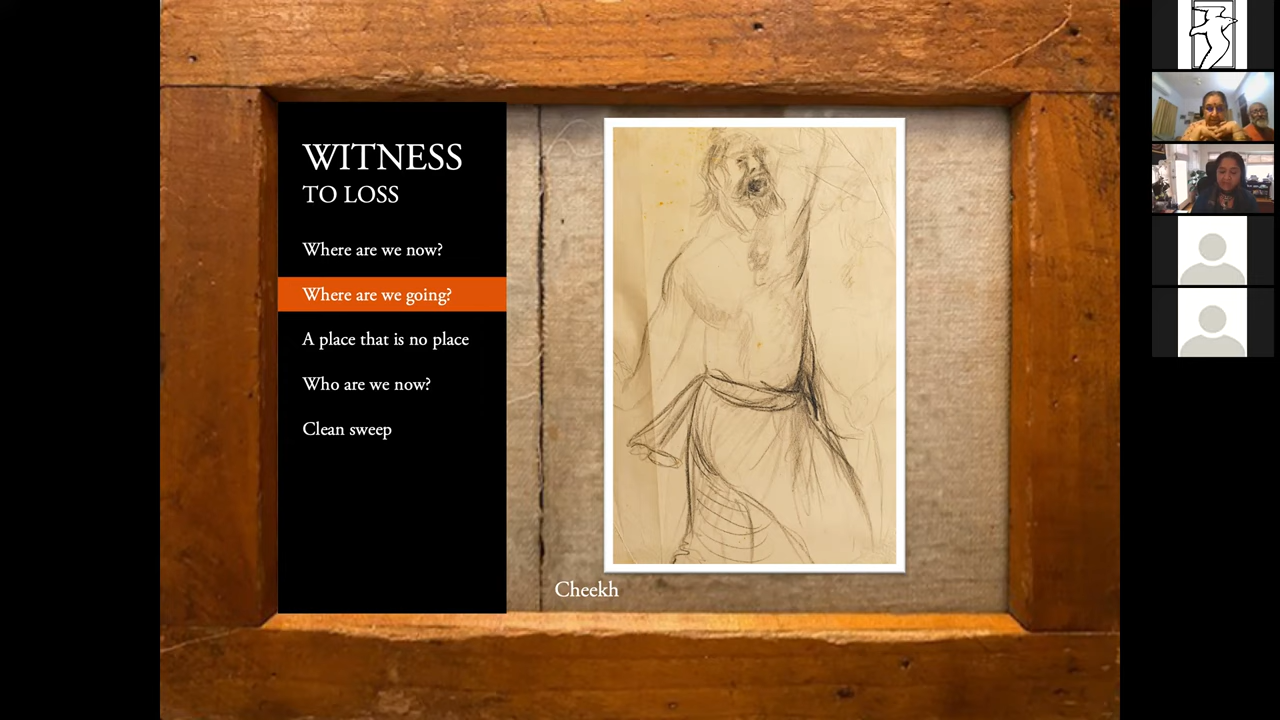 WITNESS
TO LOSS
Where are we now?
Where are we going?
A place that is no place
Who are we now?
Clean sweep
Cheekh